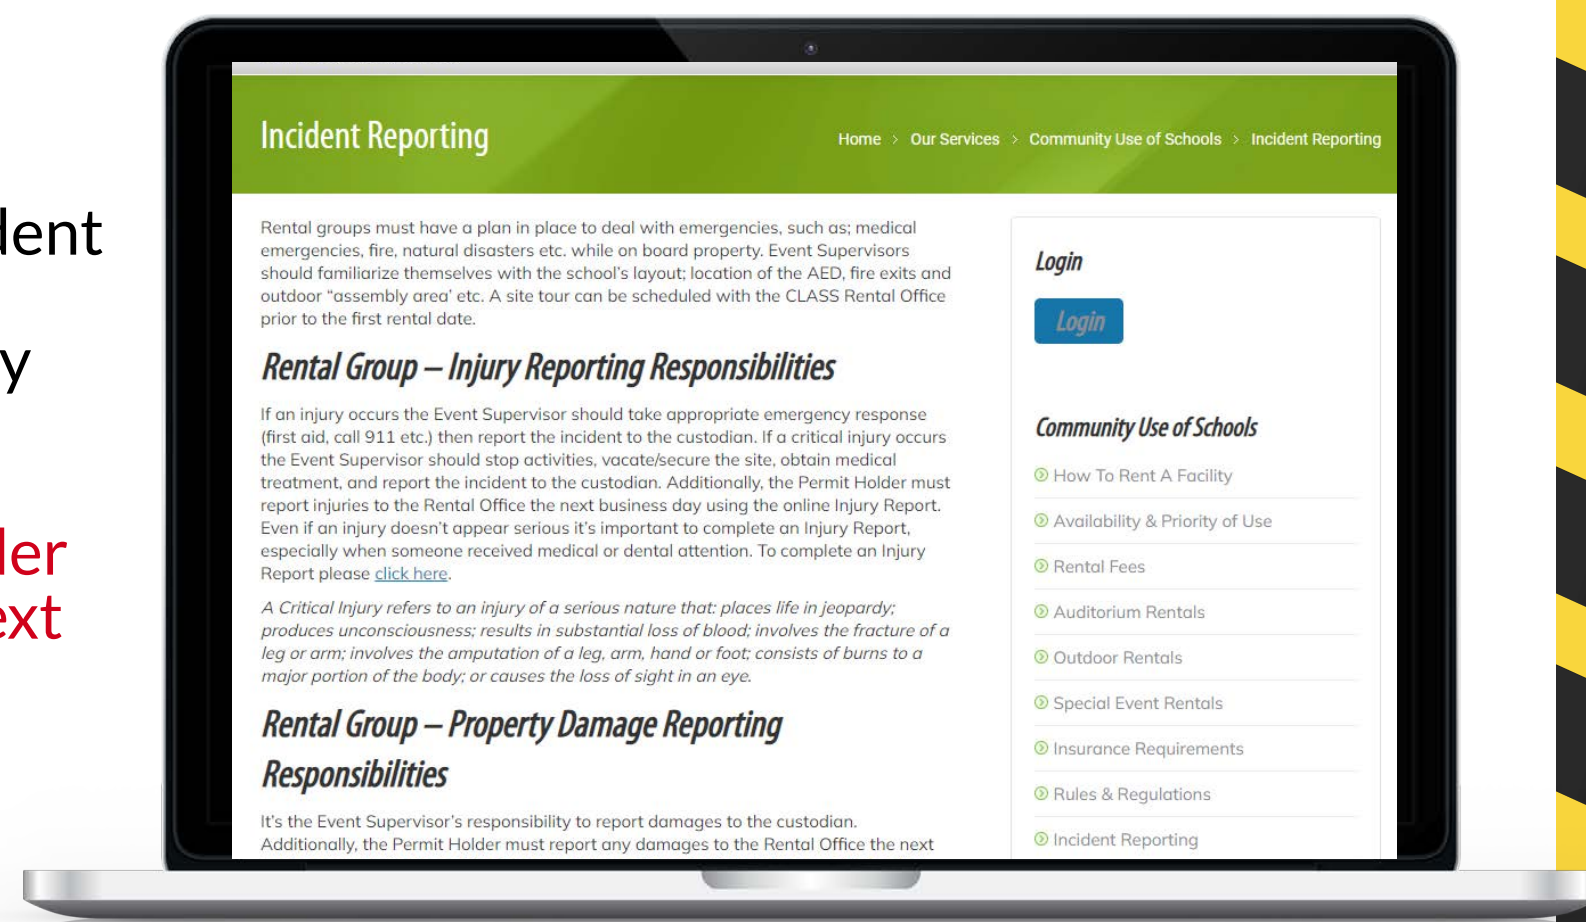 dent
y
der
ext
Incident Reporting
Home > Our Services > Community Use of Schools > Incident Reporting
Rental groups must have a plan in place to deal with emergencies, such as; medical
emergencies, fire, natural disasters etc. while on board property. Event Supervisors
should familiarize themselves with the school's layout; location of the AED, fire exits and
outdoor "assembly area' etc. A site tour can be scheduled with the CLASS Rental Office
prior to the first rental date.
Rental Group – Injury Reporting Responsibilities
If an injury occurs the Event Supervisor should take appropriate emergency response
(first aid, call 911 etc.) then report the incident to the custodian. If a critical injury occurs
the Event Supervisor should stop activities, vacate/secure the site, obtain medical
treatment, and report the incident to the custodian. Additionally, the Permit Holder must
report injuries to the Rental Office the next business day using the online Injury Report.
Even if an injury doesn't appear serious it's important to complete an Injury Report,
especially when someone received medical or dental attention. To complete an Injury
Report please click here.
A Critical Injury refers to an injury of a serious nature that: places life in jeopardy;
produces unconsciousness; results in substantial loss of blood; involves the fracture of a
leg or arm; involves the amputation of a leg, arm, hand or foot; consists of burns to a
major portion of the body; or causes the loss of sight in an eye.
Rental Group – Property Damage Reporting
Responsibilities
It's the Event Supervisor's responsibility to report damages to the custodian.
Additionally, the Permit Holder must report any damages to the Rental Office the next
Login
Login
Community Use of Schools
How To Rent A Facility
Availability & Priority of Use
Rental Fees
Auditorium Rentals
Outdoor Rentals
Special Event Rentals
Insurance Requirements
Rules & Regulations
Incident Reporting